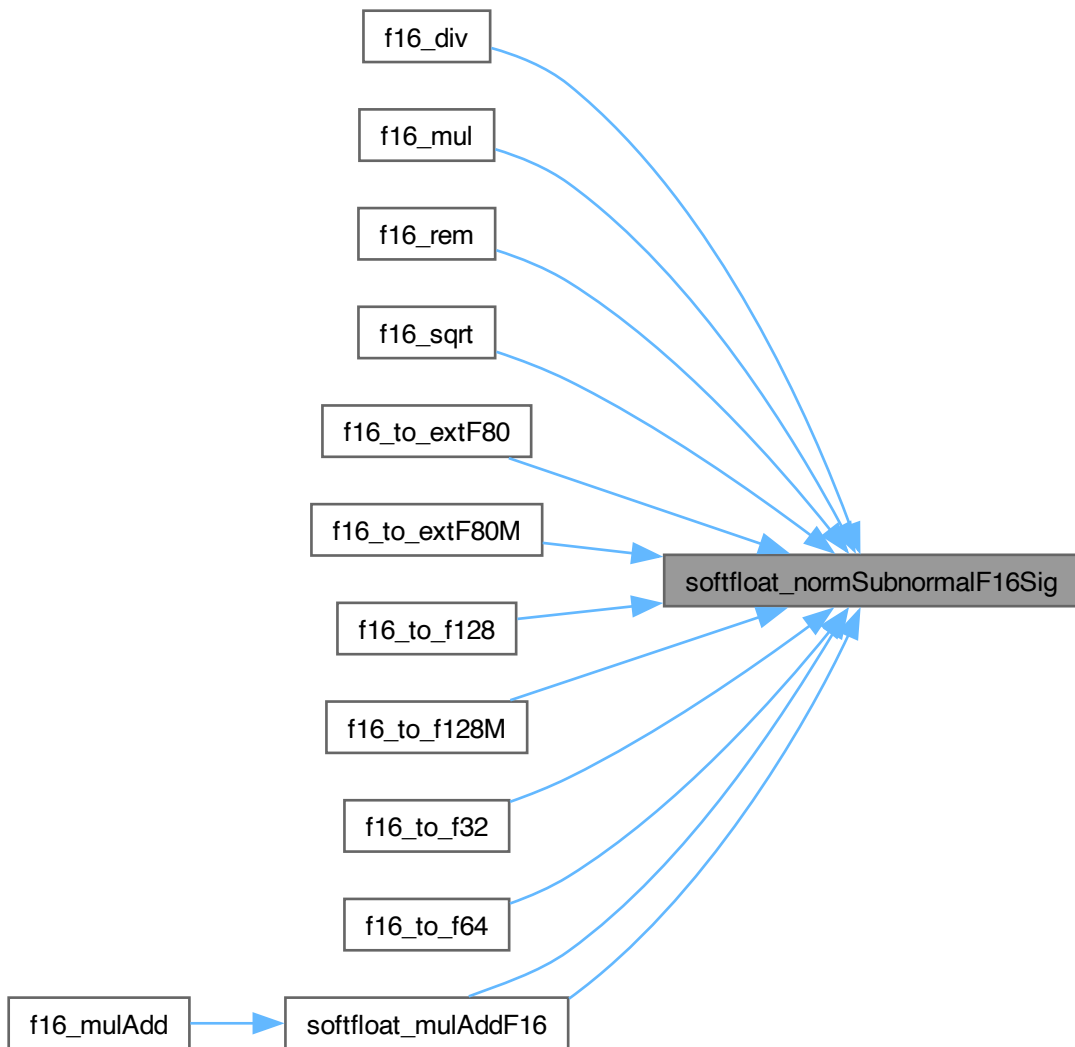 f16_div
f16_mul
f16_rem
f16_sqrt
f16_to_extF80
f16_to_extF80M
softfloat_normSubnormalF16Sig
f16_to_f128
f16_to_f128M
f16_to_f32
f16_to_f64
f16_mulAdd
softfloat_mulAddF16